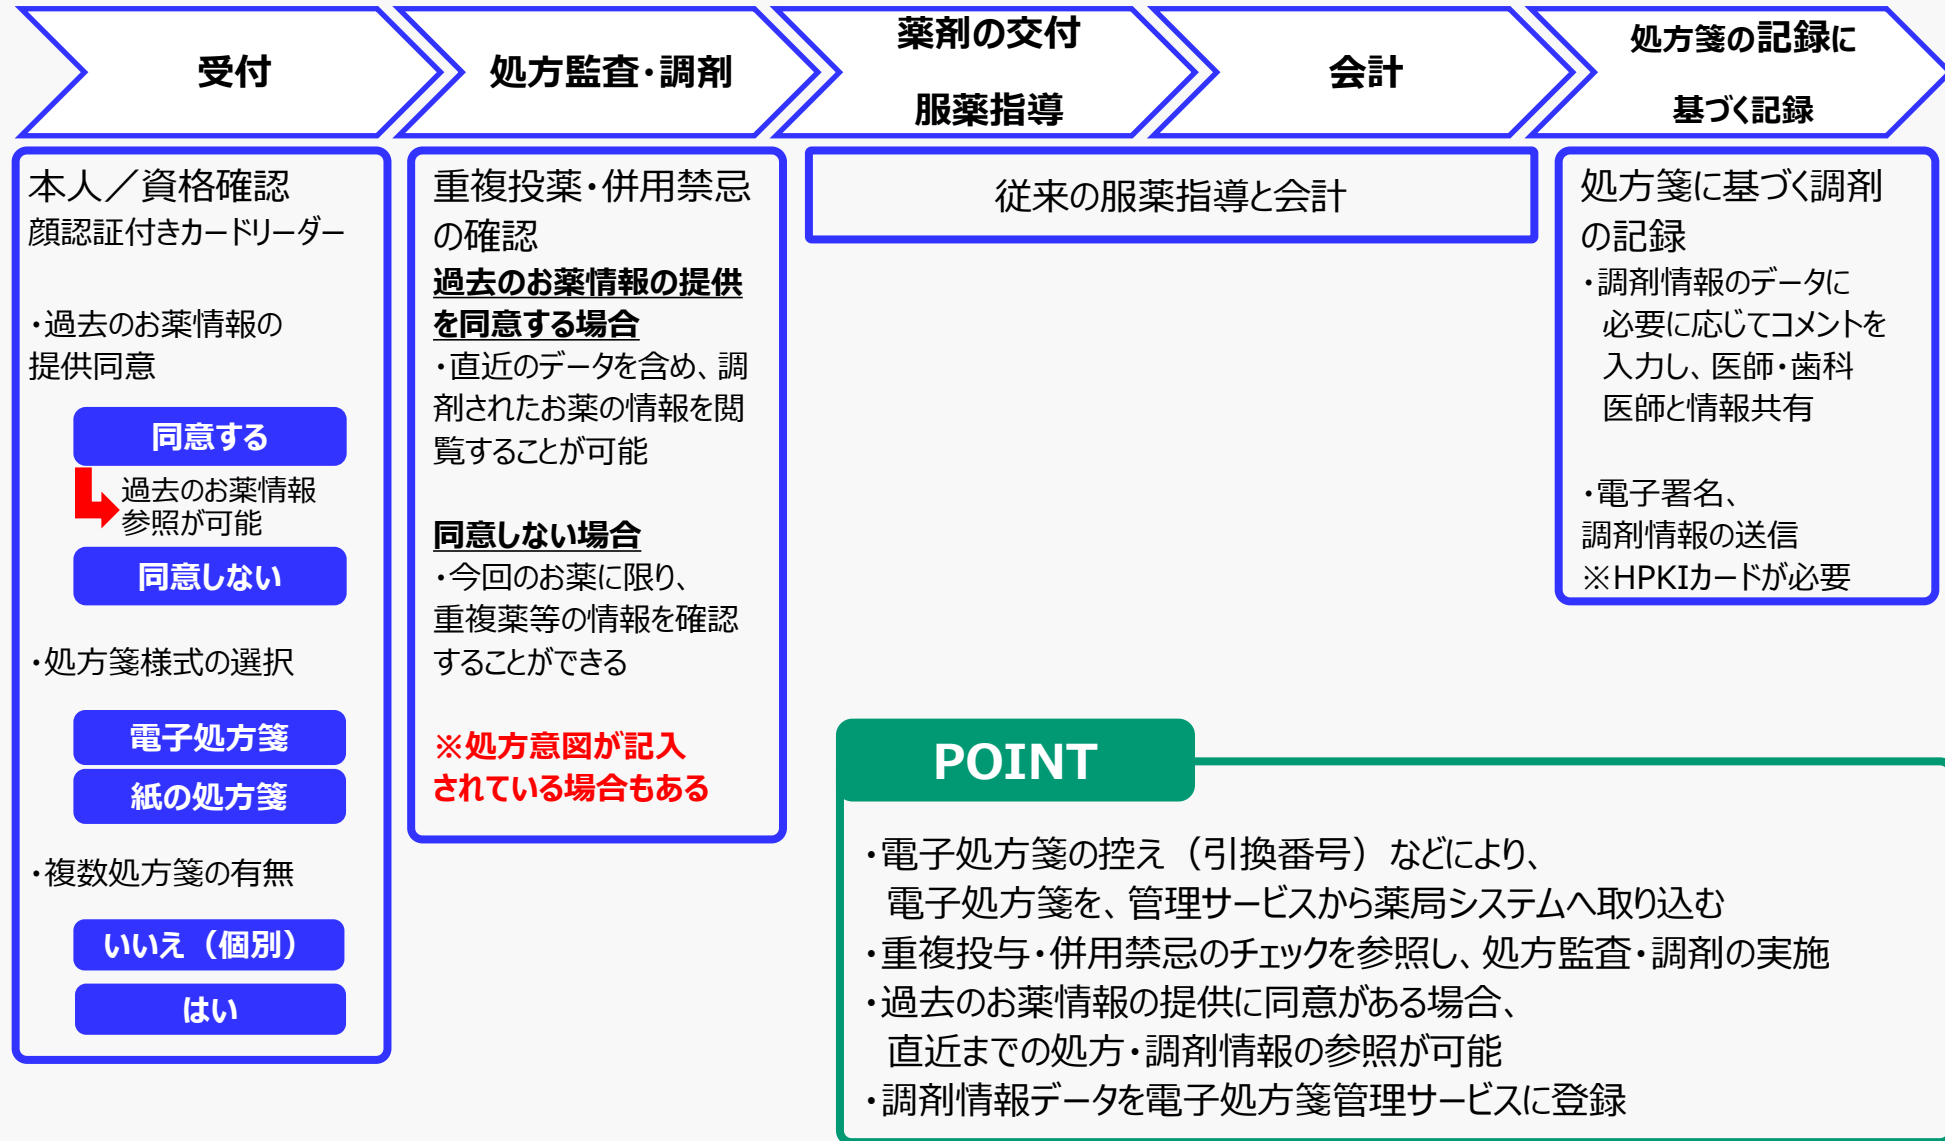 受付
処方監査・調剤
薬剤の交付
服薬指導
会計
処方箋の記録に
基づく記録
本人／資格確認
顔認証付きカードリーダー
・過去のお薬情報の
提供同意
同意する
過去のお薬情報
参照が可能
同意しない
・処方箋様式の選択
電子処方箋
紙の処方箋
・複数処方箋の有無
いいえ（個別）
はい
重複投薬・併用禁忌
の確認
過去のお薬情報の提供
を同意する場合
・直近のデータを含め、調
剤されたお薬の情報を閲
覧することが可能
同意しない場合
・今回のお薬に限り、
重複薬等の情報を確認
することができる
※処方意図が記入
されている場合もある
従来の服薬指導と会計
処方箋に基づく調剤
の記録
・調剤情報のデータに
必要に応じてコメントを
入力し、医師・歯科
医師と情報共有
・電子署名、
調剤情報の送信
※HPKIカードが必要
POINT
・電子処方箋の控え（引換番号）などにより、
電子処方箋を、管理サービスから薬局システムへ取り込む
・重複投与・併用禁忌のチェックを参照し、処方監査・調剤の実施
・過去のお薬情報の提供に同意がある場合、
直近までの処方・調剤情報の参照が可能
・調剤情報データを電子処方箋管理サービスに登録